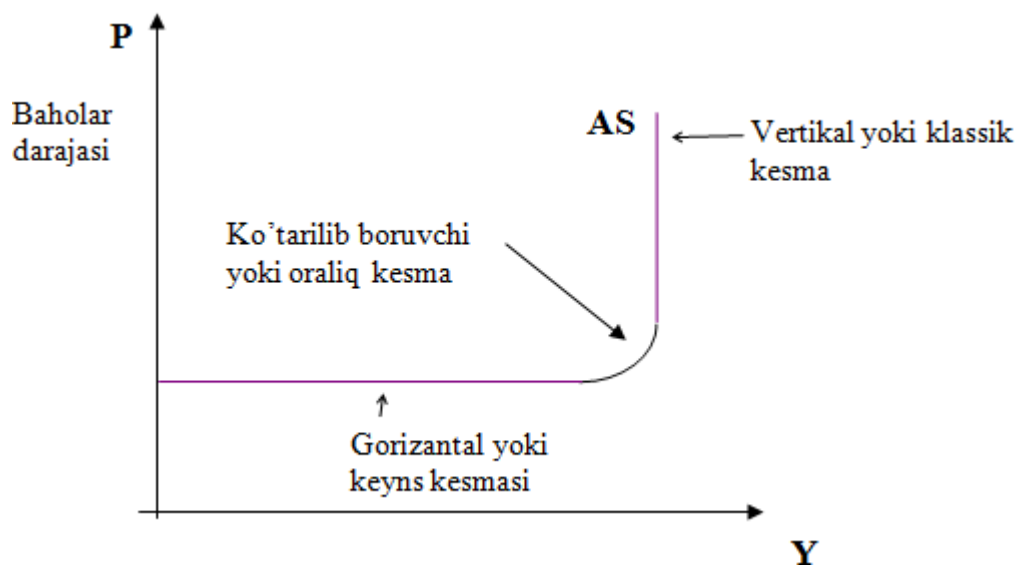 P
Baholar
darajasi
AS
Vertikal yoki klassik
kesma
Ko’tarilib boruvchi
yoki oraliq kesma
Gorizantal yoki
keyns kesmasi
Y